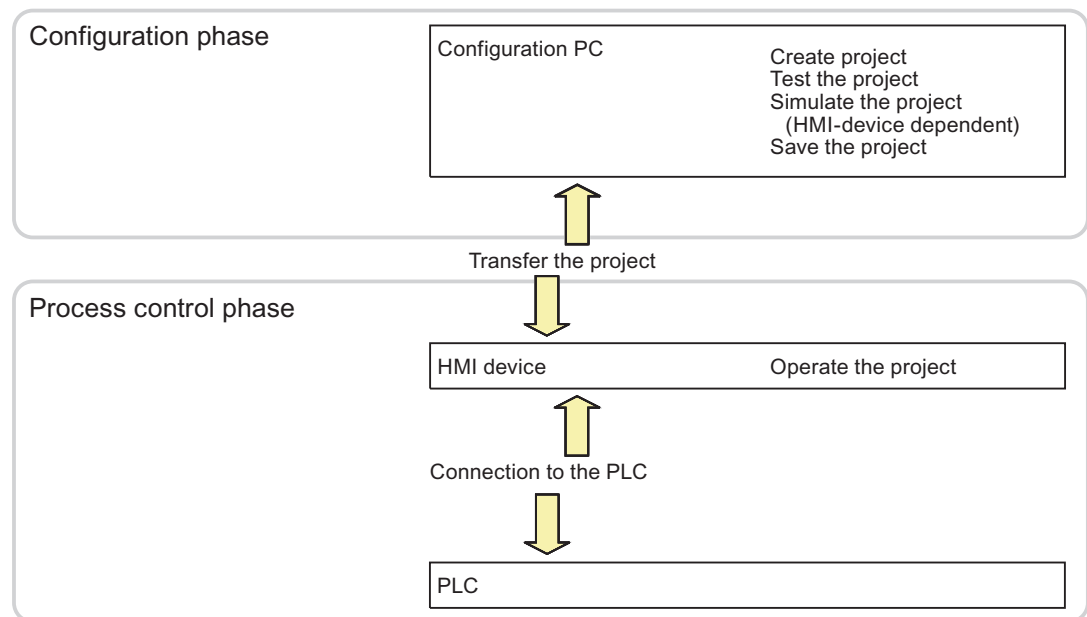 Configuration phase
Configuration PC
Create project
Test the project
Simulate the project
(HMI-device dependent)
Save the project
Transfer the project
Process control phase
HMI device
Operate the project
Connection to the PLC
PLC